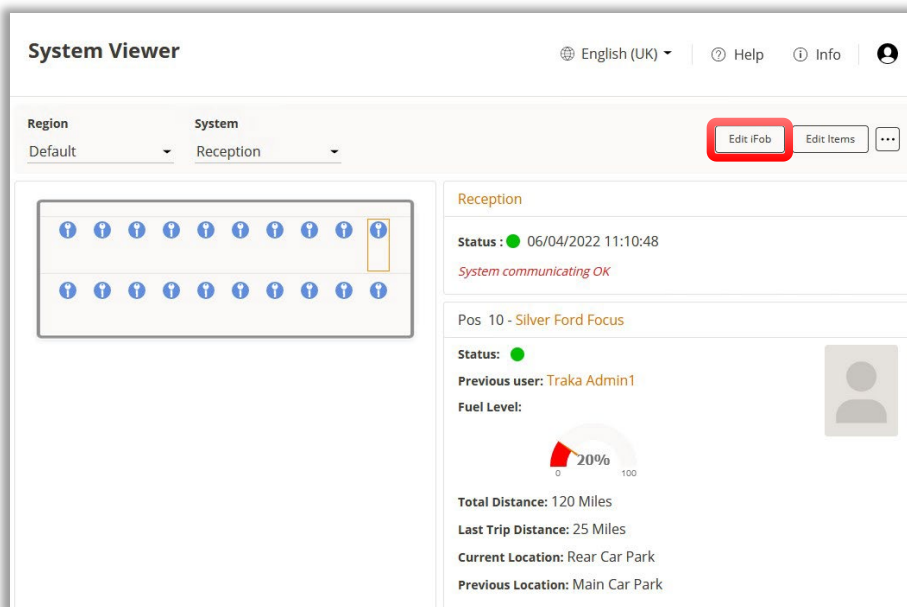 System Viewer
English (UK)
Help
Info
Region
System
Default
Reception
Edit iFob
Edit Items
Reception
Status : 06/04/2022 11:10:48
System communicating OK
Pos 10 - Silver Ford Focus
Status:
Previous user: Traka Admin1
Fuel Level:
20%
0
100
Total Distance: 120 Miles
Last Trip Distance: 25 Miles
Current Location: Rear Car Park
Previous Location: Main Car Park